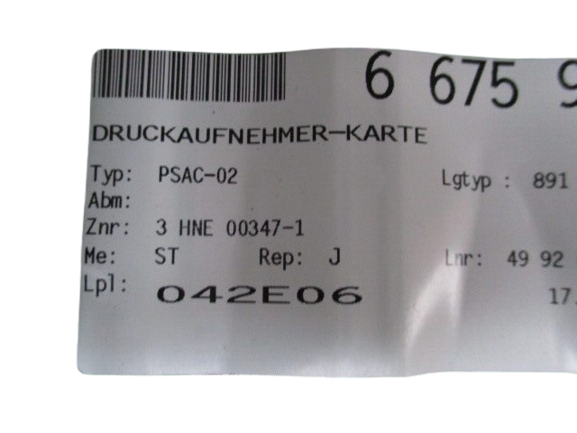 6 675 9
DRUCKAUFNEHMER-KARTE
Typ: PSAC-02 Lgtyp : 891
Abm:
Znr: 3 HNE 00347-1
Me: ST Rep: J Lnr: 49 92
Lpl: 042E06 17.